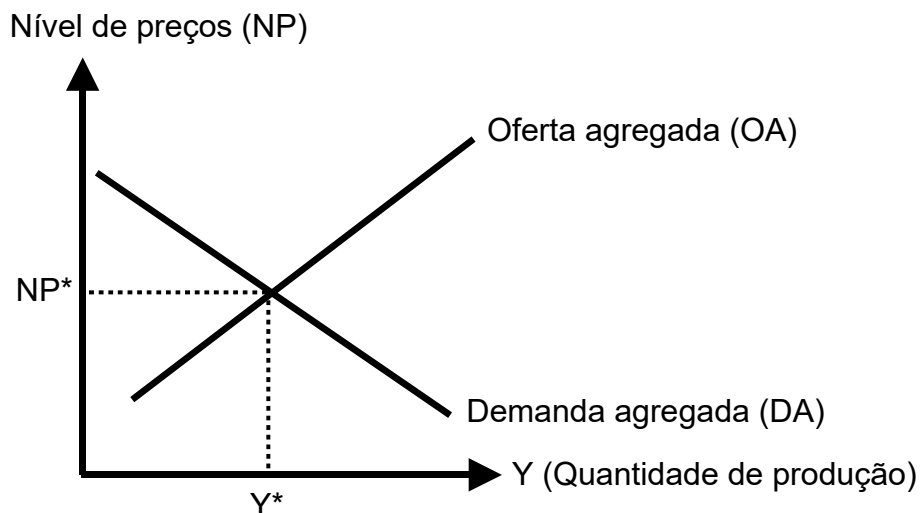 Nível de preços (NP)
Oferta agregada (OA)
NP*
Demanda agregada (DA)
Y (Quantidade de produção)
Y*